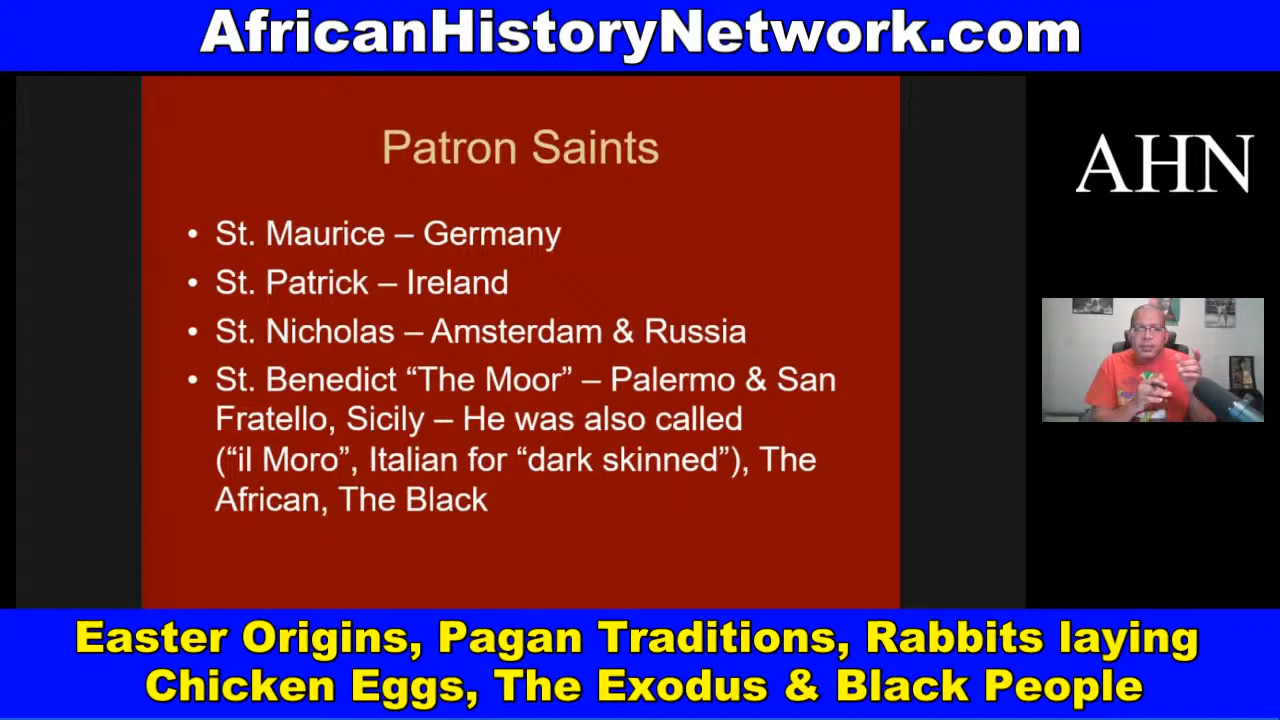 AfricanHistoryNetwork.com
Patron Saints
• St. Maurice – Germany
• St. Patrick – Ireland
• St. Nicholas – Amsterdam & Russia
• St. Benedict “The Moor” – Palermo & San
Fratello, Sicily – He was also called
(“il Moro”, Italian for “dark skinned”), The
African, The Black
AHN
Easter Origins, Pagan Traditions, Rabbits laying
Chicken Eggs, The Exodus & Black People